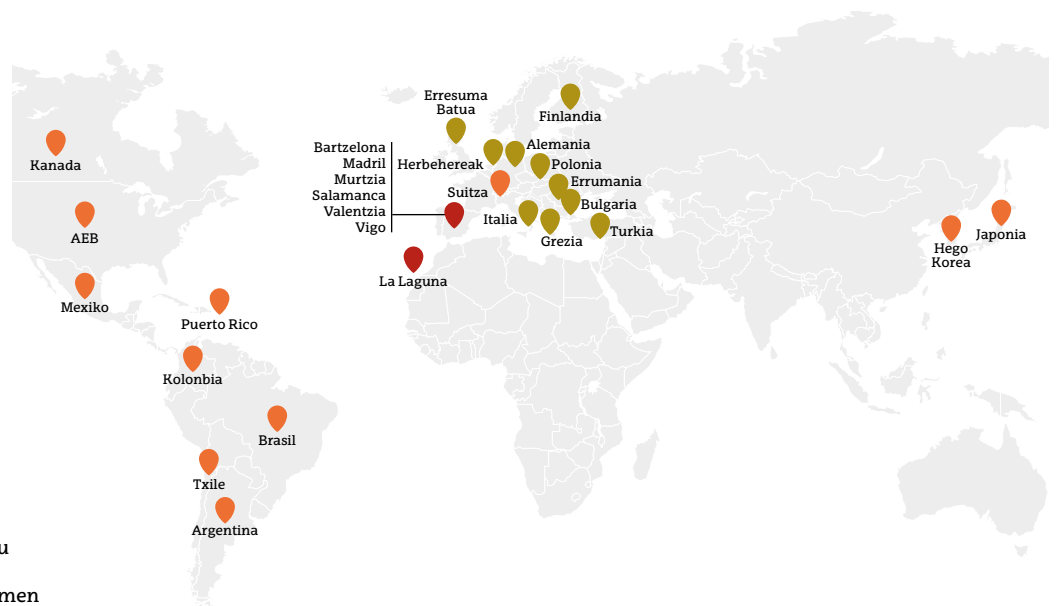 Erresuma
Batua
Finlandia
Bartzelona
Madril
Murtzia
Salamanca
Valentzia
Vigo
Herbehereak
Alemania
Polonia
Suitza
Errumania
Bulgaria
Italia
Grezia
Turkia
La Laguna
Kanada
AEB
Mexiko
Puerto Rico
Kolonbia
Brasil
Txile
Argentina
Hego
Korea
Japonia
u
men